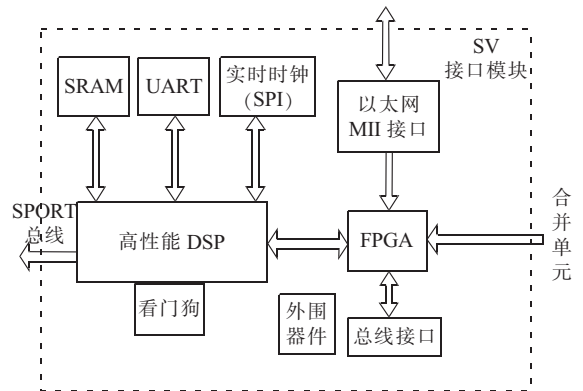 SV
接口模块
SRAM
UART
实时时钟
(SPI)
以太网
MII 接口
SPORT
总线
高性能 DSP
FPGA
合并单元
看门狗
外围
器件
总线接口